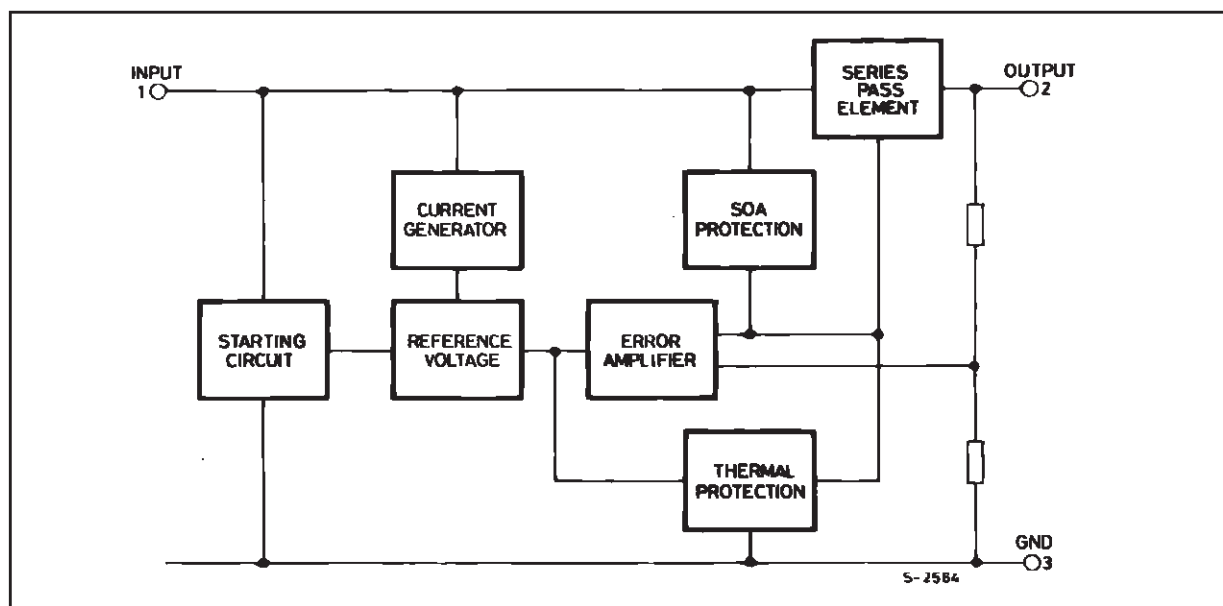 INPUT
1
SERIES
PASS
ELEMENT
OUTPUT
2
CURRENT
GENERATOR
SOA
PROTECTION
STARTING
CIRCUIT
REFERENCE
VOLTAGE
ERROR
AMPLIFIER
THERMAL
PROTECTION
GND
3
S-2564